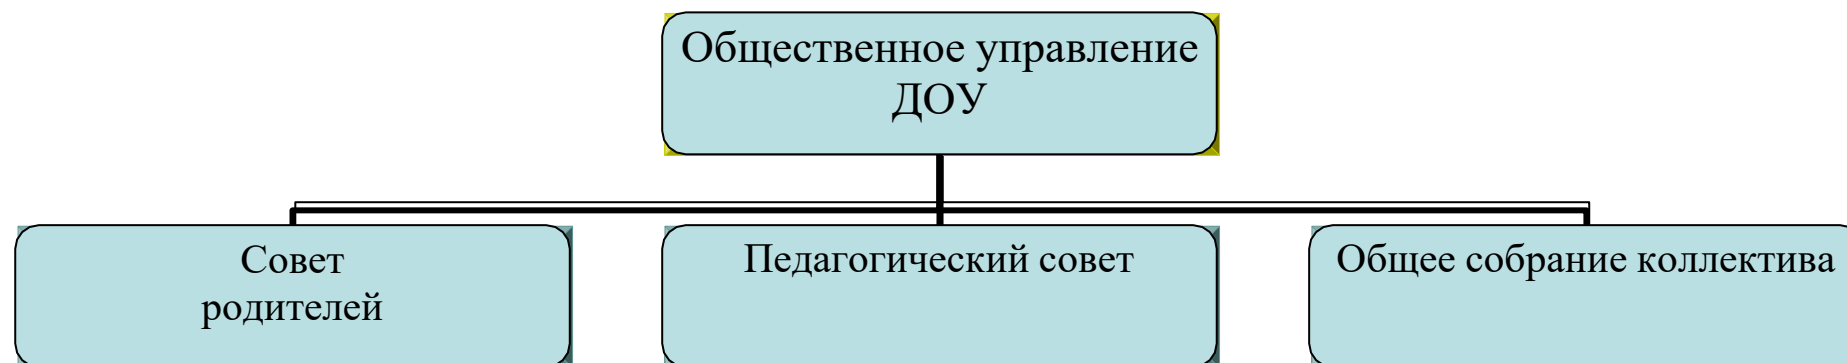 Общественное управление
ДОУ
Совет
родителей
Педагогический совет
Общее собрание коллектива